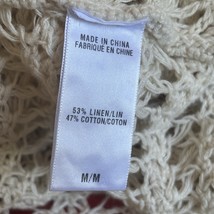 MADE IN CHINA
FABRIQUE EN CHINE
53% LINEN/LIN
47% COTTON/COTON
M/M